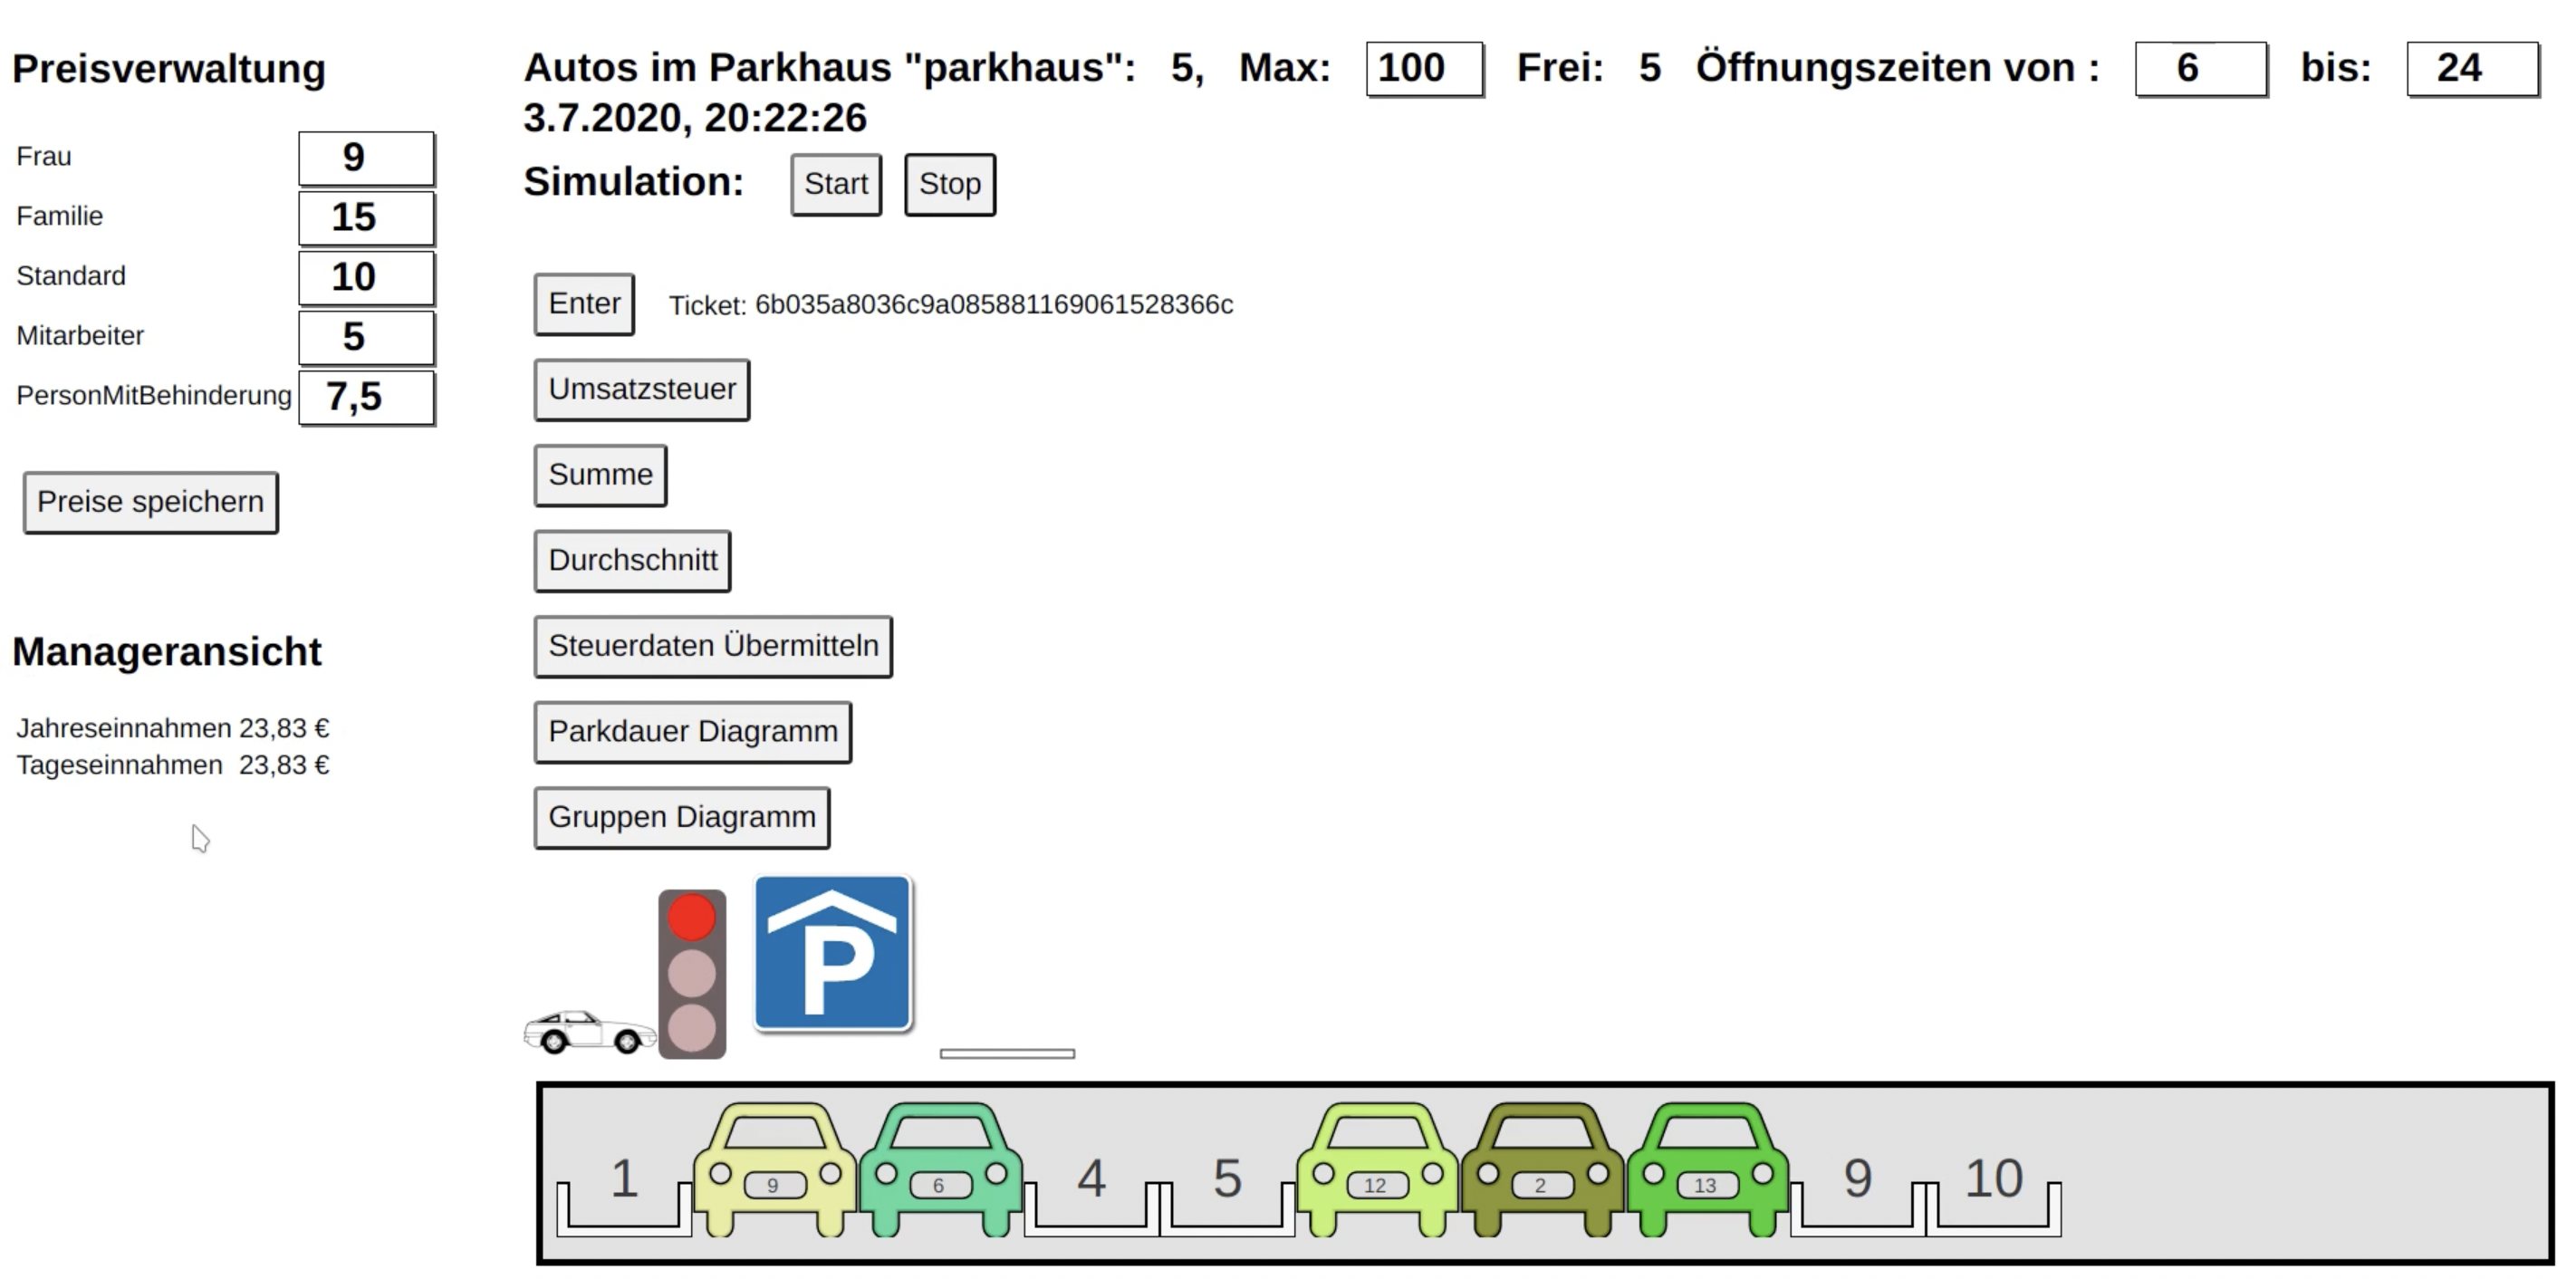 Preisverwaltung
Frau 9
Familie 15
Standard 10
Mitarbeiter 5
PersonMitBehinderung 7,5
Preise speichern
Manageransicht
Jahreseinnahmen 23,83 €
Tageseinnahmen 23,83 €
Autos im Parkhaus "parkhaus": 5, Max: 100 Frei: 5 Öffnungszeiten von : 6 bis: 24
3.7.2020, 20:22:26
Simulation: Start Stop
Enter Ticket: 6b035a8036c9a085881169061528366c
Umsatzsteuer
Summe
Durchschnitt
Steuerdaten Übermitteln
Parkdauer Diagramm
Gruppen Diagramm
P
1 9 6 4 5 12 2 13 9 10